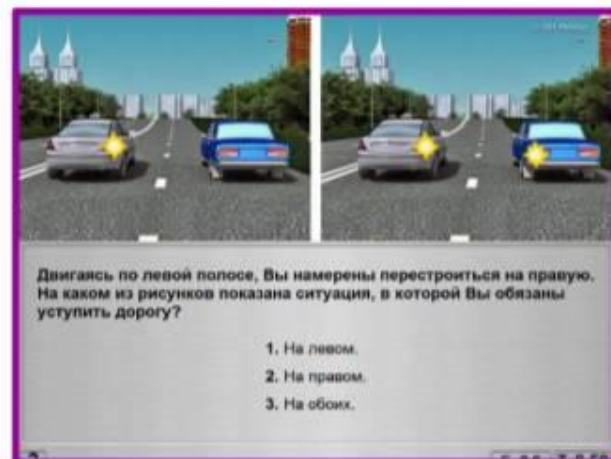 Двигаясь по левой полосе, Вы намерены перестроиться на правую.
На каком из рисунков показана ситуация, в которой Вы обязаны
уступить дорогу?
1. На левом.
2. На правом.
3. На обоих.